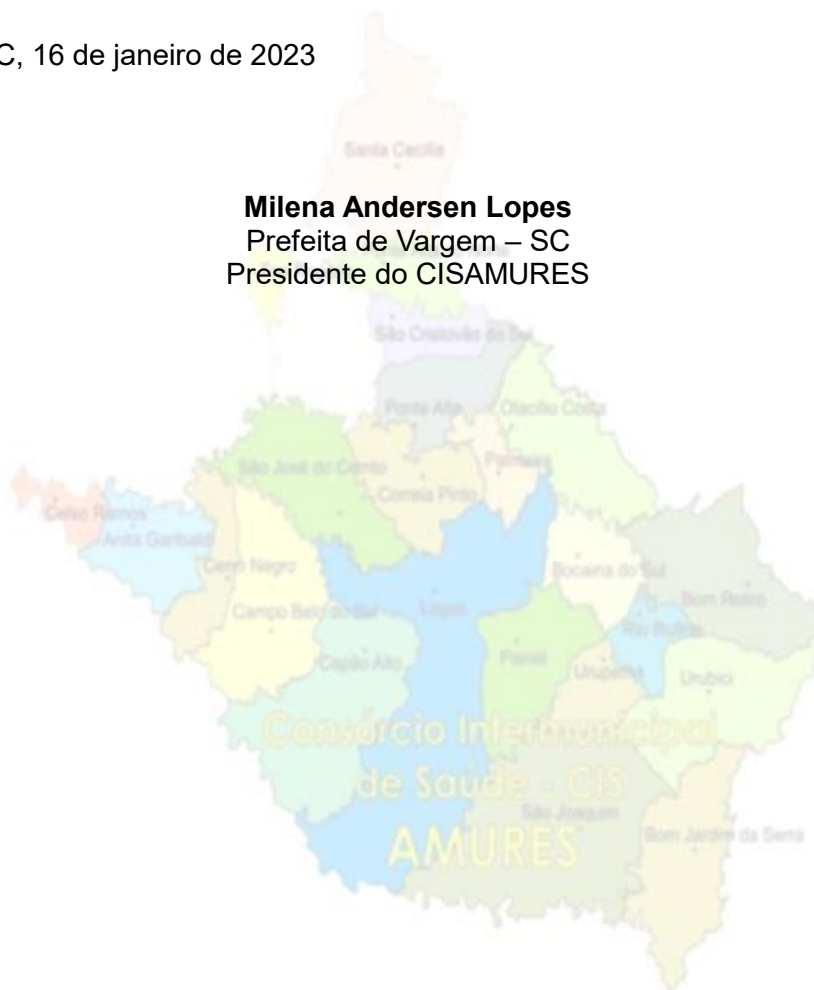 C, 16 de janeiro de 2023
Santa Cecília
Milena Andersen Lopes
Prefeita de Vargem – SC
Presidente do CISAMURES
São Cristovão do Sul
Ponte Alta
Otacílio Costa
São José do Cerrito
Palmeira
Correia Pinto
Celso Ramos
Anita Garibaldi
Cerro Negro
Bocaina do Sul
Bom Retiro
Campo Belo do Sul
Lages
Rio Rufino
Capão Alto
Painel
Urupema
Urubici
Consórcio Intermunicipal
de Saúde - CIS
São Joaquim
AMURES
Bom Jardim da Serra